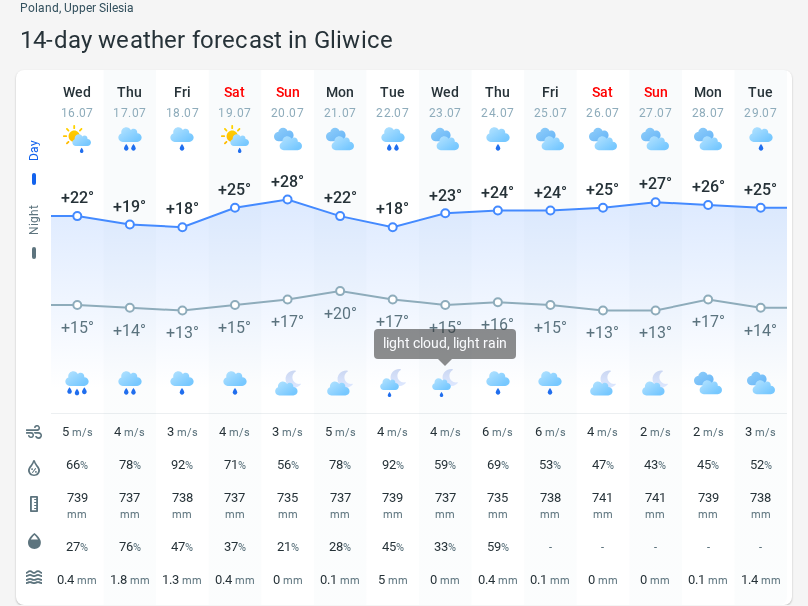 Poland, Upper Silesia
14-day weather forecast in Gliwice
Wed Thu Fri Sat Sun Mon Tue Wed Thu Fri Sat Sun Mon Tue
16.07 17.07 18.07 19.07 20.07 21.07 22.07 23.07 24.07 25.07 26.07 27.07 28.07 29.07
Day
+22° +19° +18° +25° +28° +22° +18° +23° +24° +24° +25° +27° +26° +25°
Night
+15° +14° +13° +15° +17° +20° +17° +15° +16° +15° +13° +13° +17° +14°
light cloud, light rain
5 m/s 4 m/s 3 m/s 4 m/s 3 m/s 5 m/s 4 m/s 4 m/s 6 m/s 6 m/s 4 m/s 2 m/s 2 m/s 3 m/s
66% 78% 92% 71% 56% 78% 92% 59% 69% 53% 47% 43% 45% 52%
739 737 738 737 735 737 739 737 735 738 741 741 739 738
mm mm mm mm mm mm mm mm mm mm mm mm mm mm
27% 76% 47% 37% 21% 28% 45% 33% 59% - - - - -
0.4 mm 1.8 mm 1.3 mm 0.4 mm 0 mm 0.1 mm 5 mm 0 mm 0.4 mm 0.1 mm 0 mm 0 mm 0.1 mm 1.4 mm